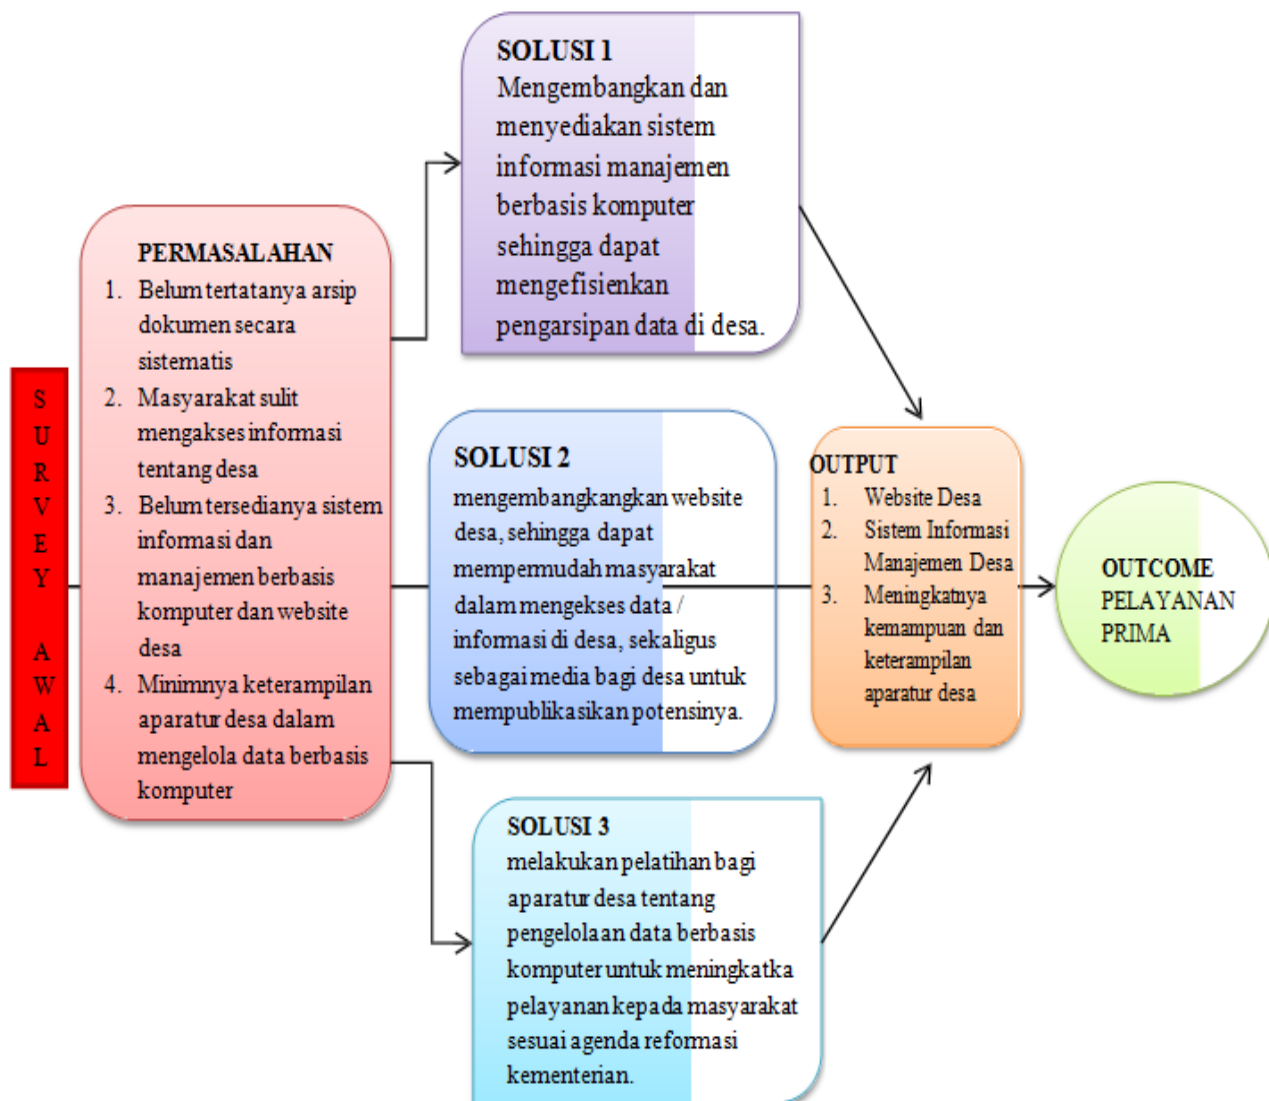 SURVEY AWAL
PERMASALAHAN
1. Belum tertatanya arsip
dokumen secara
sistematis
2. Masyarakat sulit
mengakses informasi
tentang desa
3. Belum tersedianya sistem
informasi dan
manajemen berbasis
komputer dan website
desa
4. Minimnya keterampilan
aparatur desa dalam
mengelola data berbasis
komputer
SOLUSI 1
Mengembangkan dan
menyediakan sistem
informasi manajemen
berbasis komputer
sehingga dapat
mengefisienkan
pengarsipan data di desa.
SOLUSI 2
mengembangkangkan website
desa, sehingga dapat
mempermudah masyarakat
dalam mengekses data /
informasi di desa, sekaligus
sebagai media bagi desa untuk
mempublikasikan potensinya.
SOLUSI 3
melakukan pelatihan bagi
aparatur desa tentang
pengelolaan data berbasis
komputer untuk meningkatka
pelayanan kepada masyarakat
sesuai agenda reformasi
kementerian.
OUTPUT
1. Website Desa
2. Sistem Informasi
Manajemen Desa
3. Meningkatnya
kemampuan dan
keterampilan
aparatur desa
OUTCOME
PELAYANAN
PRIMA